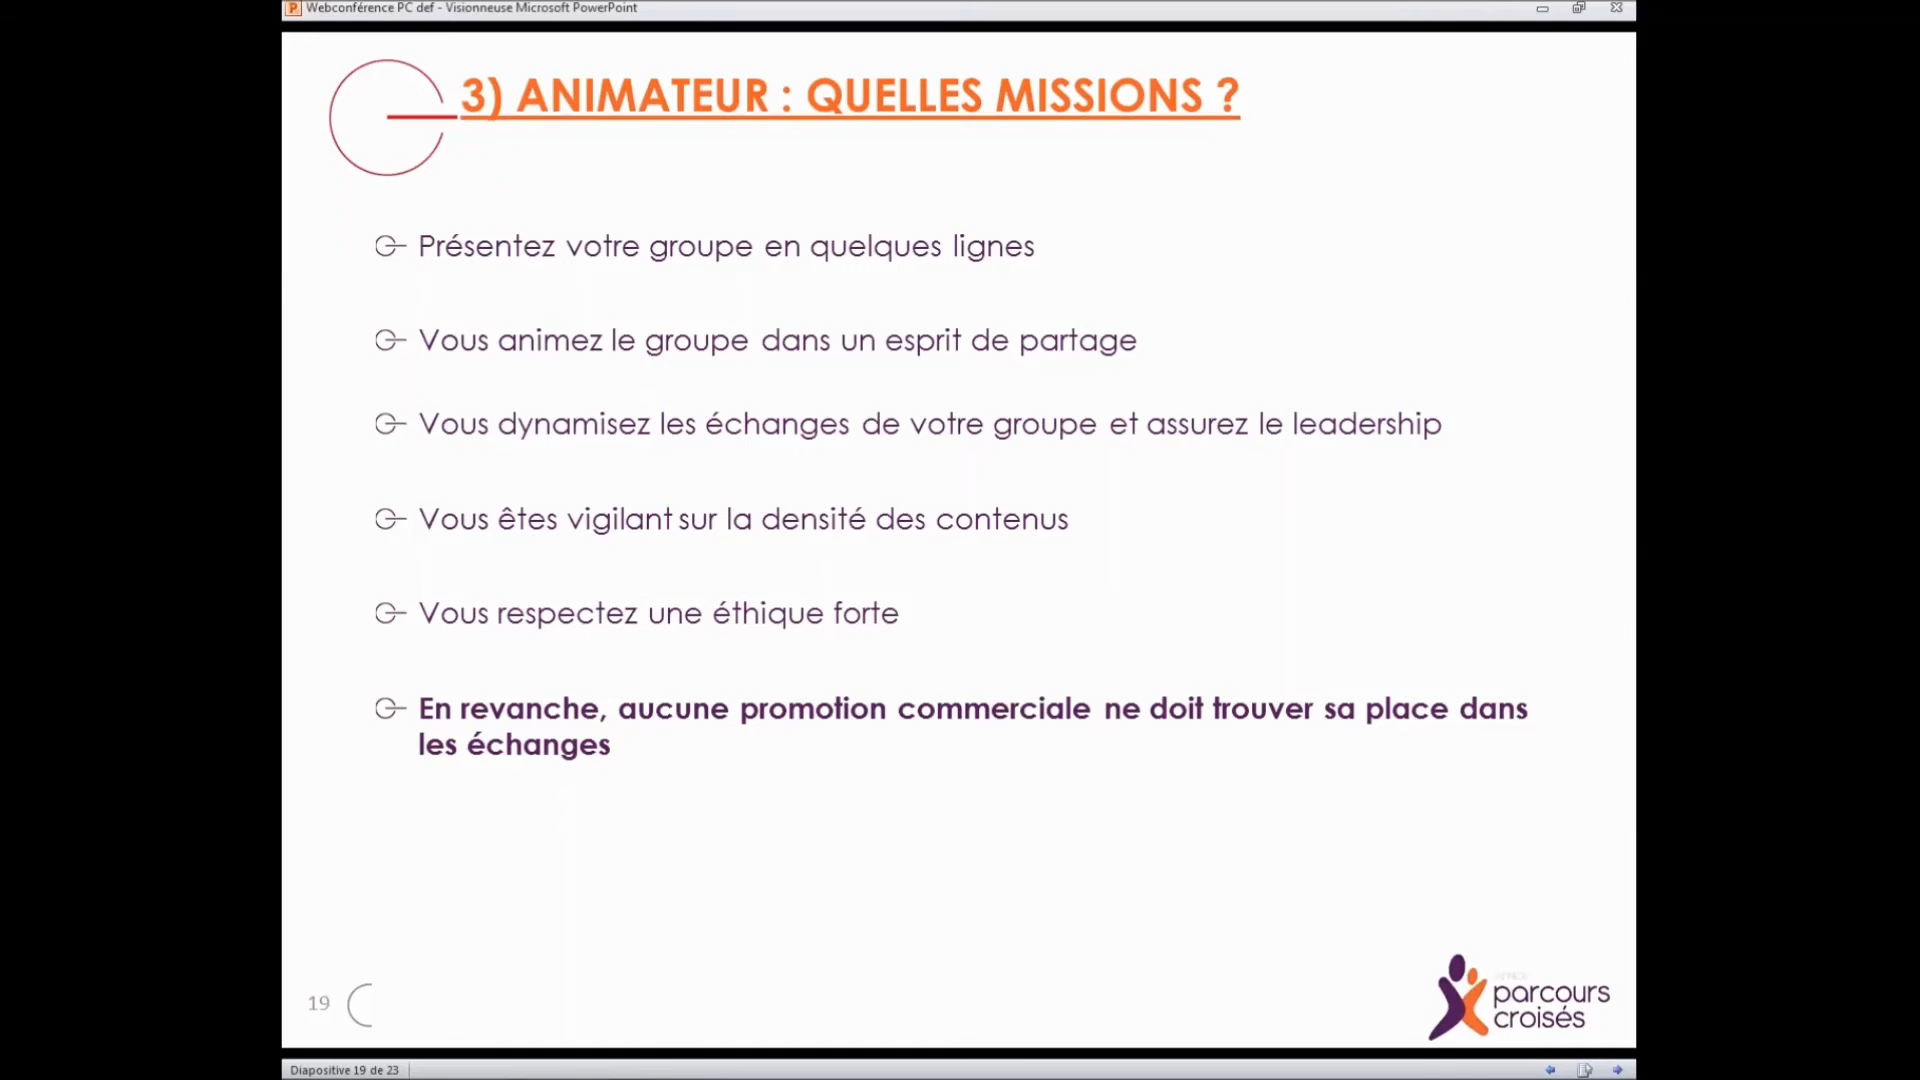 Webconférence PC def - Visionneuse Microsoft PowerPoint
3) ANIMATEUR : QUELLES MISSIONS ?
Présentez votre groupe en quelques lignes
Vous animez le groupe dans un esprit de partage
Vous dynamisez les échanges de votre groupe et assurez le leadership
Vous êtes vigilant sur la densité des contenus
Vous respectez une éthique forte
En revanche, aucune promotion commerciale ne doit trouver sa place dans
les échanges
19
parcours
croisés
Diapositive 19 de 23